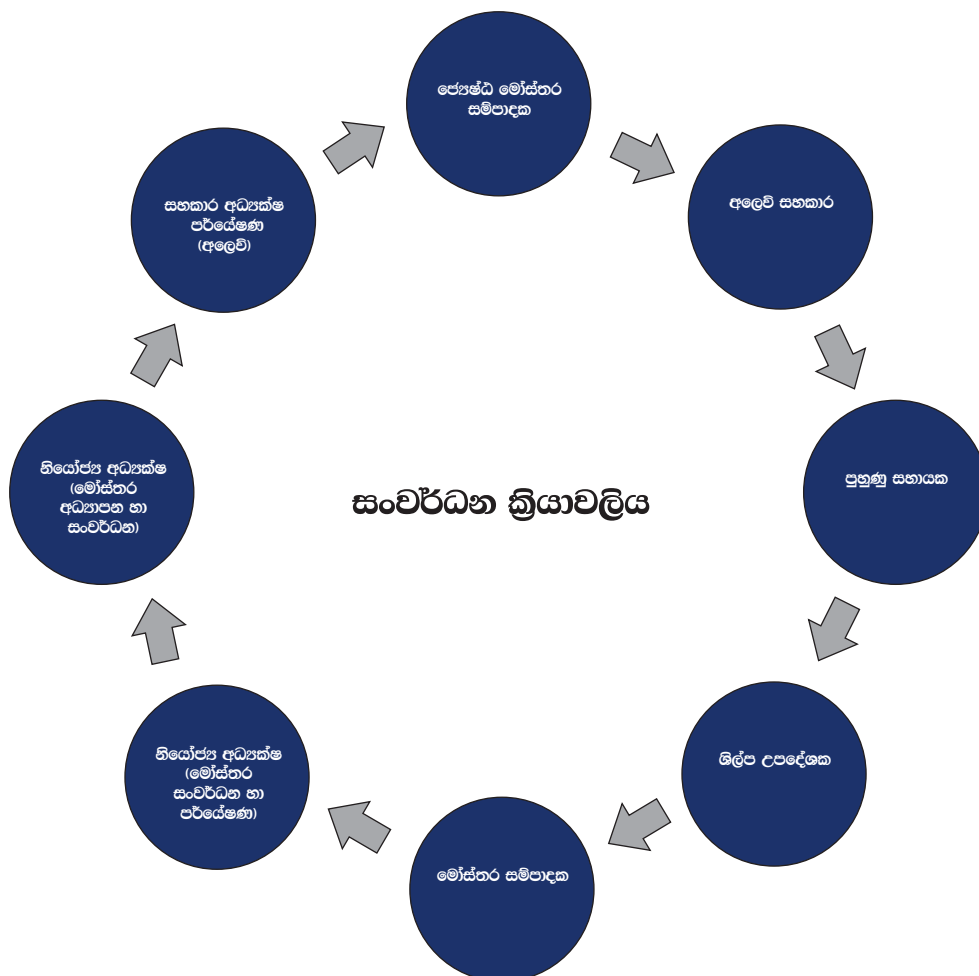 ජ්‍යෙෂ්ඨ මෝස්තර
සම්පාදක
අලෙවි සහකාර
පුහුණු සහායක
ශිල්ප උපදේශක
මෝස්තර සම්පාදක
නියෝජ්‍ය අධ්‍යක්ෂ
(මෝස්තර
සංවර්ධන හා
පර්යේෂණ)
නියෝජ්‍ය අධ්‍යක්ෂ
(මෝස්තර
අධ්‍යාපන හා
සංවර්ධන)
සහකාර අධ්‍යක්ෂ
පර්යේෂණ
(අලෙවි)
සංවර්ධන ක්‍රියාවලිය